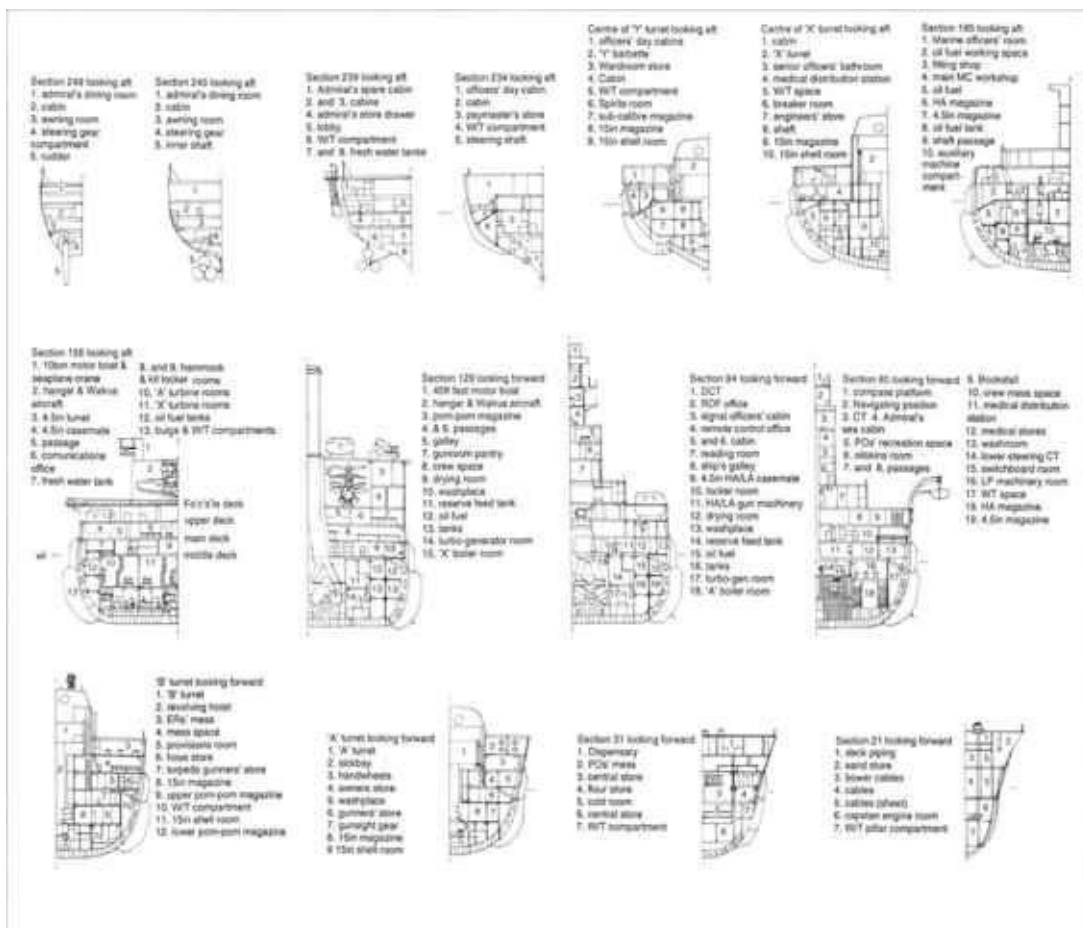 Section 249 looking aft
1. admiral's dining room
2. cabin
3. awning room
4. steering gear
compartment
5. rudder
Section 245 looking aft
1. admiral's dining room
2. cabin
3. awning room
4. steering gear
5. inner shaft
Section 239 looking aft
1. Admiral's spare cabin
2. and 3. cabins
4. admiral's store drawer
5. lobby
6. W/T compartment
7. and 8. fresh water tanks
Section 234 looking aft
1. officers' day cabin
2. cabin
3. paymaster's store
4. W/T compartment
5. steering shaft
Centre of 'Y' turret looking aft
1. officers' day cabins
2. 'Y' barbette
3. Wardroom store
4. Cabin
5. W/T compartment
6. Spirits room
7. sub-calibre magazine
8. 15in magazine
9. 15in shell room
Centre of 'X' turret looking aft
1. cabin
2. 'X' turret
3. senior officers' bathroom
4. medical distribution station
5. W/T space
6. breaker room
7. engineers' store
8. shaft
9. 15in magazine
10. 15in shell room
Section 185 looking aft
1. Marine officers' room
2. oil fuel working space
3. fitting shop
4. main MC workshop
5. oil fuel
6. HA magazine
7. 4.5in magazine
8. oil fuel tank
9. shaft passage
10. auxiliary
machine
compart-
ment
looking aft
1. 10ton motor boat &
seaplane crane
2. hangar & Walrus
aircraft
3. 4.5in turret
4. 4.5in casemate
5. passage
6. comunications
office
7. fresh water tank
8. and 9. hammock
& kit locker rooms
10. 'A' turbine rooms
11. 'X' turbine rooms
12. oil fuel tanks
13. bulge & W/T compartments
Fo'c's'le deck
upper deck
main deck
middle deck
Section 129 looking forward
1. 45ft fast motor boat
2. hangar & Walrus aircraft
3. pom-pom magazine
4. & 5. passages
6. galley
7. gunroom pantry
8. crew space
9. drying room
10. washplace
11. reserve feed tank
12. oil fuel
13. tanks
14. turbo-generator room
15. 'X' boiler room
Section 94 looking forward
1. DCT
2. RDF office
3. signal officers' cabin
4. remote control office
5. and 6. cabin
7. reading room
8. ship's galley
9. 4.5in HA/LA casemate
10. locker room
11. HA/LA gun machinery
12. drying room
13. washplace
14. reserve feed tank
15. oil fuel
16. tanks
17. turbo-gen room
18. 'A' boiler room
looking forward
1. compass platform
2. Navigating position
3. CT 4. Admiral's
sea cabin
5. POs' recreation space
6. oilskins room
7. and 8. passages
9. Bookstall
10. crew mess space
11. medical distribution
station
12. medical stores
13. washroom
14. lower steering CT
15. switchboard room
16. LP machinery room
17. WT space
18. HA magazine
19. 4.5in magazine
'B' turret looking forward
1. 'B' turret
2. revolving hoist
3. ERs' mess
4. mess space
5. provisions room
6. hose store
7. torpedo gunners' store
8. 15in magazine
9. upper pom-pom magazine
10. W/T compartment
11. 15in shell room
12. lower pom-pom magazine
'A' turret looking forward
1. 'A' turret
2. sickbay
3. handwheels
4. owners store
5. washplace
6. gunners' store
7. gunsight gear
8. 15in magazine
9 15in shell room
Section 31 looking forward
1. Dispensary
2. POs' mess
3. central store
4. flour store
5. cold room
6. central store
7. W/T compartment
Section 21 looking forward
1. deck piping
2. sand store
3. bower cables
4. cables
5. cables (sheet)
6. capstan engine room
7. W/T pillar compartment